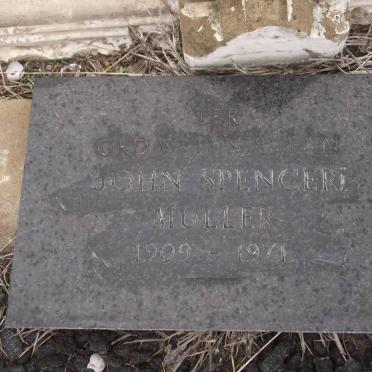 TER
JOHN SPENCER
MULLER
1909 - 1971